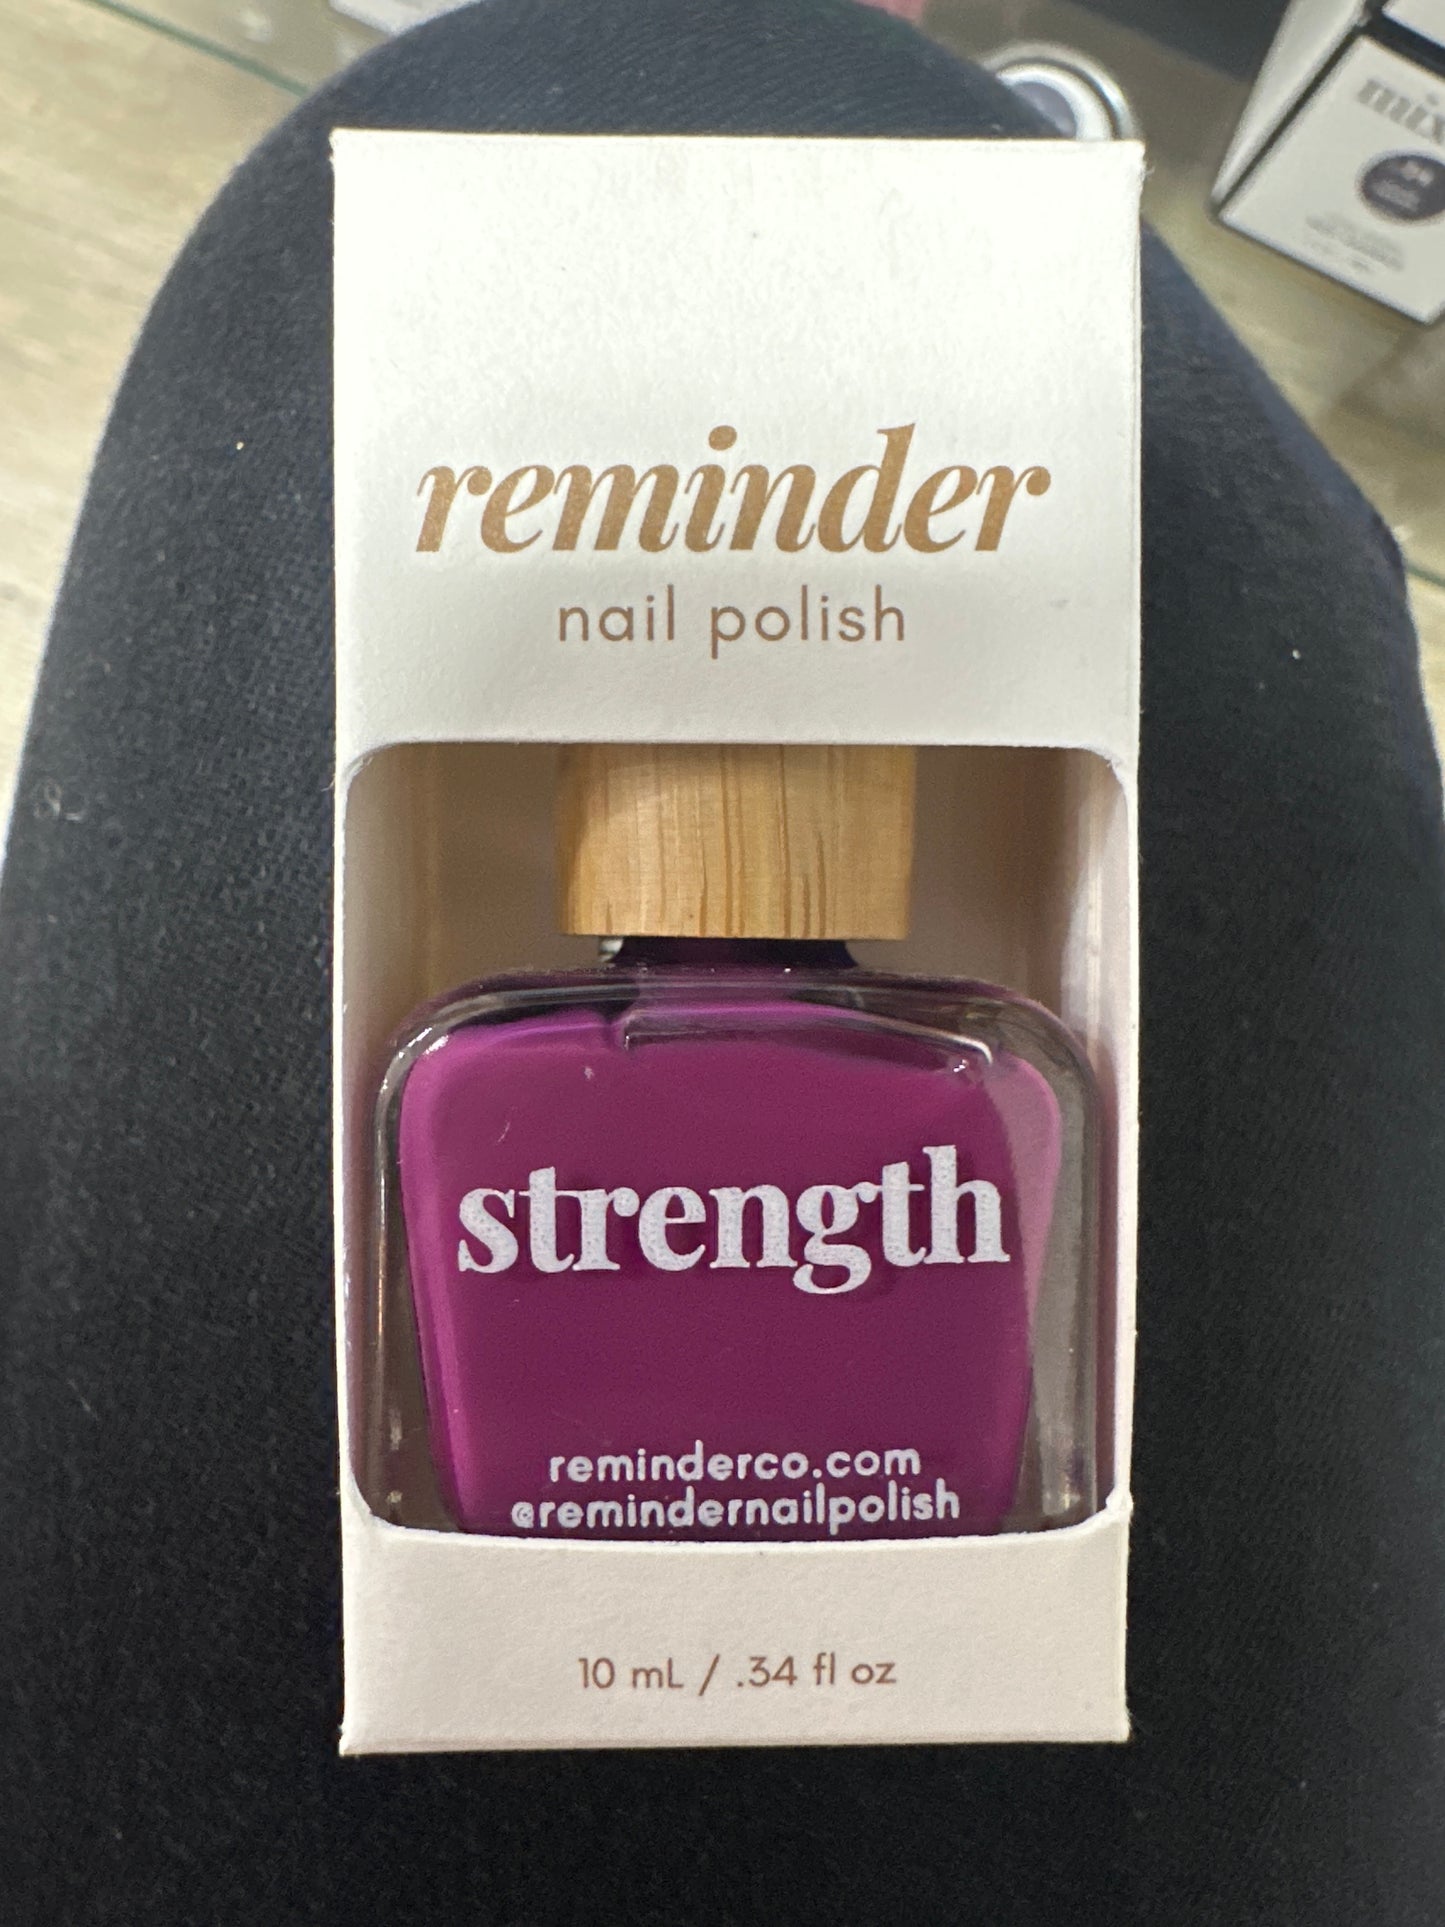 reminder
nail polish
strength
reminderco.com
@remindernailpolish
10 mL / .34 fl oz